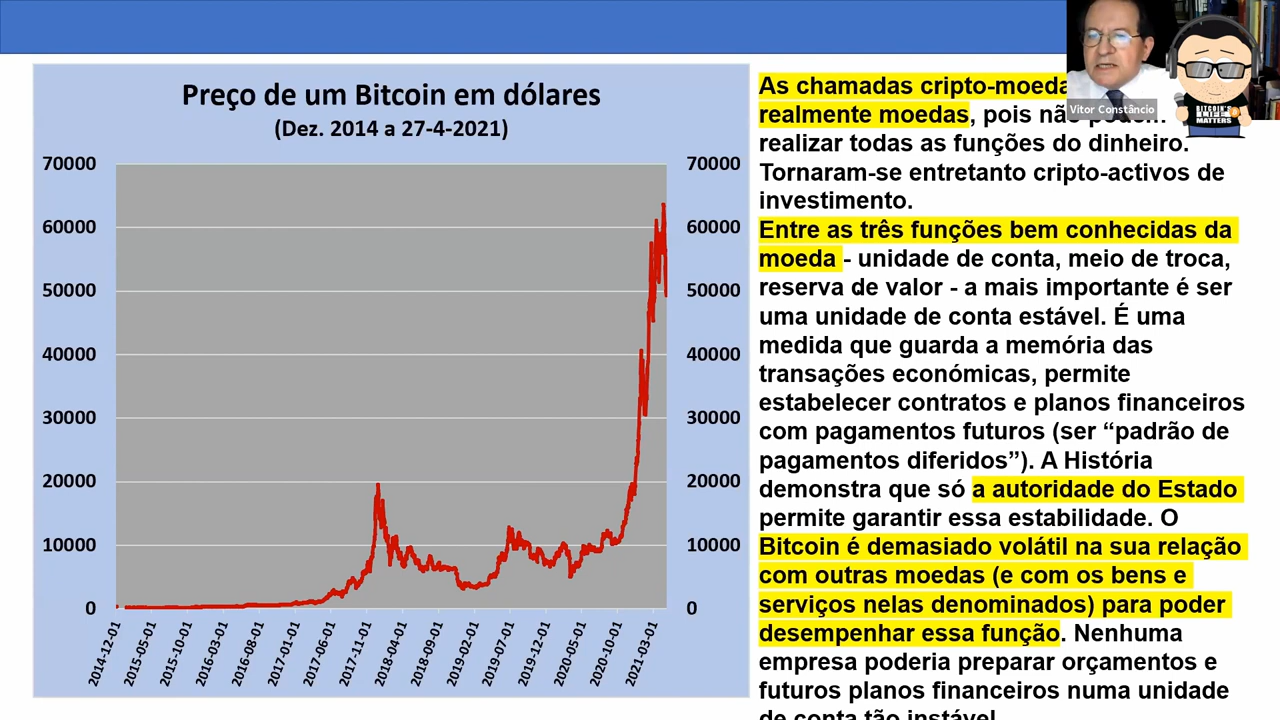 Preço de um Bitcoin em dólares
(Dez. 2014 a 27-4-2021)
70000
60000
50000
40000
30000
20000
10000
0
70000
60000
50000
40000
30000
20000
10000
0
2014-12-01
2015-05-01
2015-10-01
2016-03-01
2016-08-01
2017-01-01
2017-06-01
2017-11-01
2018-04-01
2018-09-01
2019-02-01
2019-07-01
2019-12-01
2020-05-01
2020-10-01
2021-03-01
As chamadas cripto-moeda
realmente moedas, pois não
realizar todas as funções do dinheiro.
Tornaram-se entretanto cripto-activos de
investimento.
Entre as três funções bem conhecidas da
moeda - unidade de conta, meio de troca,
reserva de valor - a mais importante é ser
uma unidade de conta estável. É uma
medida que guarda a memória das
transações económicas, permite
estabelecer contratos e planos financeiros
com pagamentos futuros (ser “padrão de
pagamentos diferidos”). A História
demonstra que só a autoridade do Estado
permite garantir essa estabilidade. O
Bitcoin é demasiado volátil na sua relação
com outras moedas (e com os bens e
serviços nelas denominados) para poder
desempenhar essa função. Nenhuma
empresa poderia preparar orçamentos e
futuros planos financeiros numa unidade
de conta tão instável
Vitor Constâncio
BITCOIN'S
MATTERS